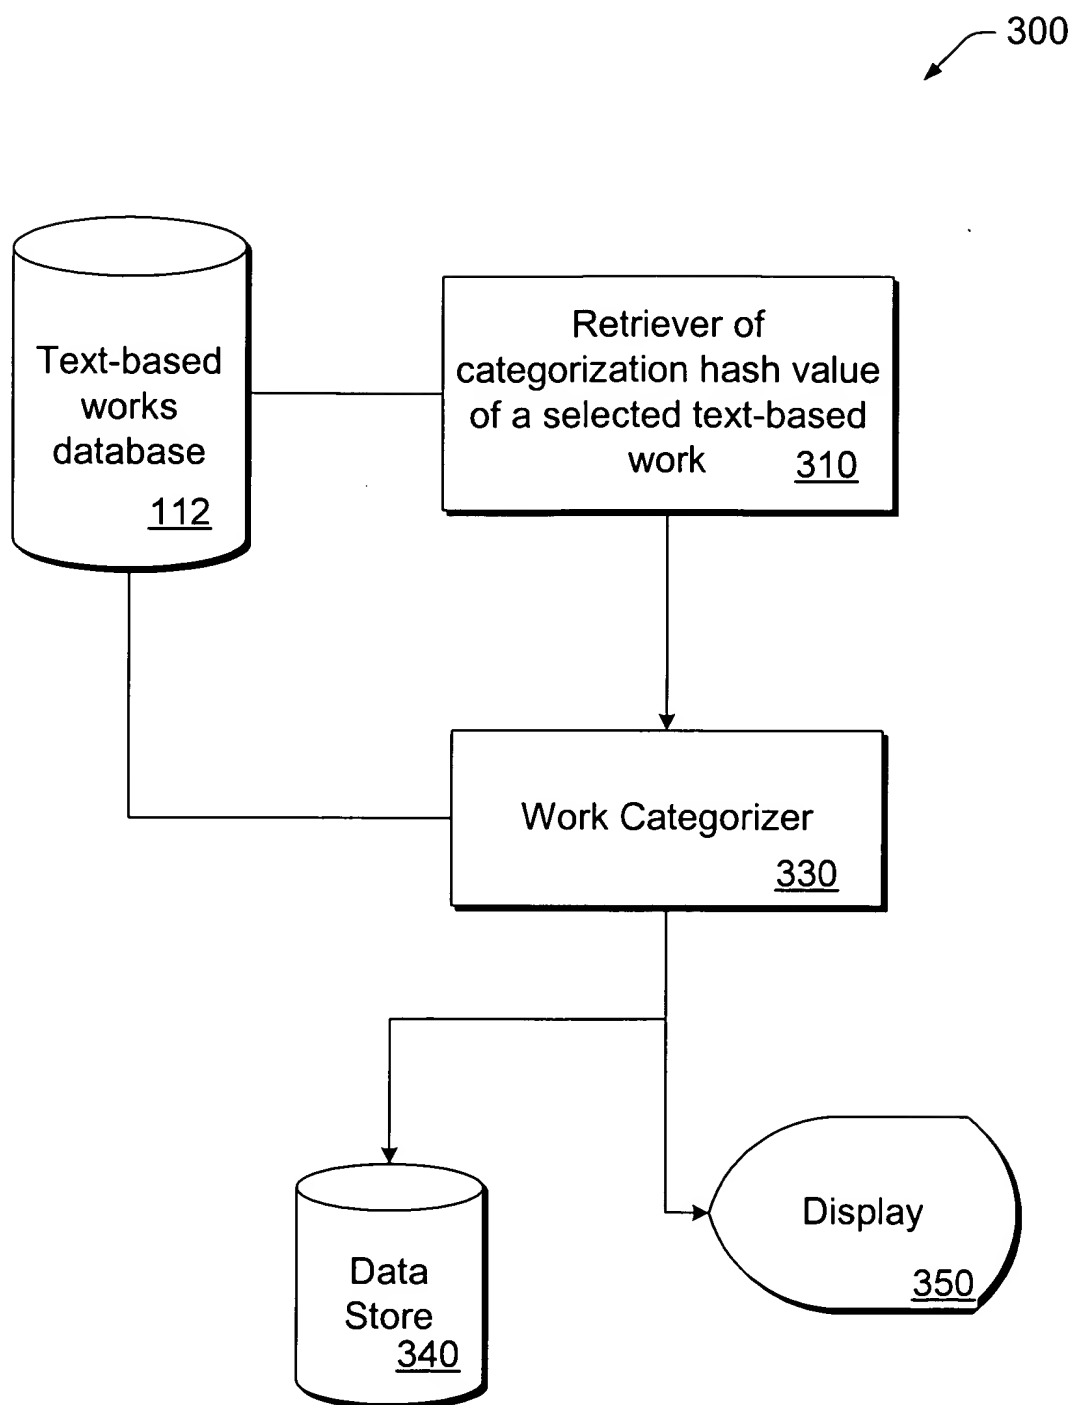 300
Text-based
works
database
112
Retriever of
categorization hash value
of a selected text-based
work 310
Work Categorizer
330
Data
Store
340
Display
350